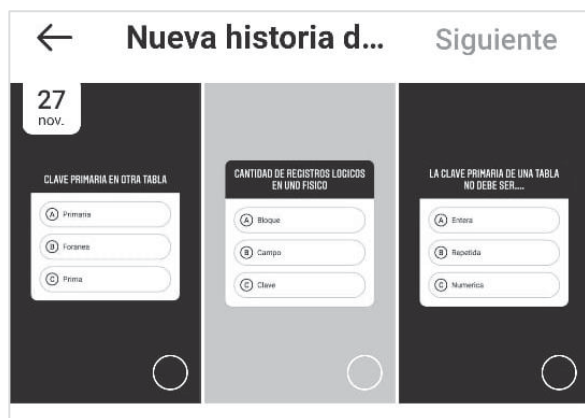 Nueva historia d... Siguiente
27
nov.
CLAVE PRIMARIA EN OTRA TABLA
A Primaria
B Foranea
C Prima
CANTIDAD DE REGISTROS LOGICOS
EN UNO FISICO
A Bloque
B Campo
C Clave
LA CLAVE PRIMARIA DE UNA TABLA
NO DEBE SER....
A Entera
B Repetida
C Numerica